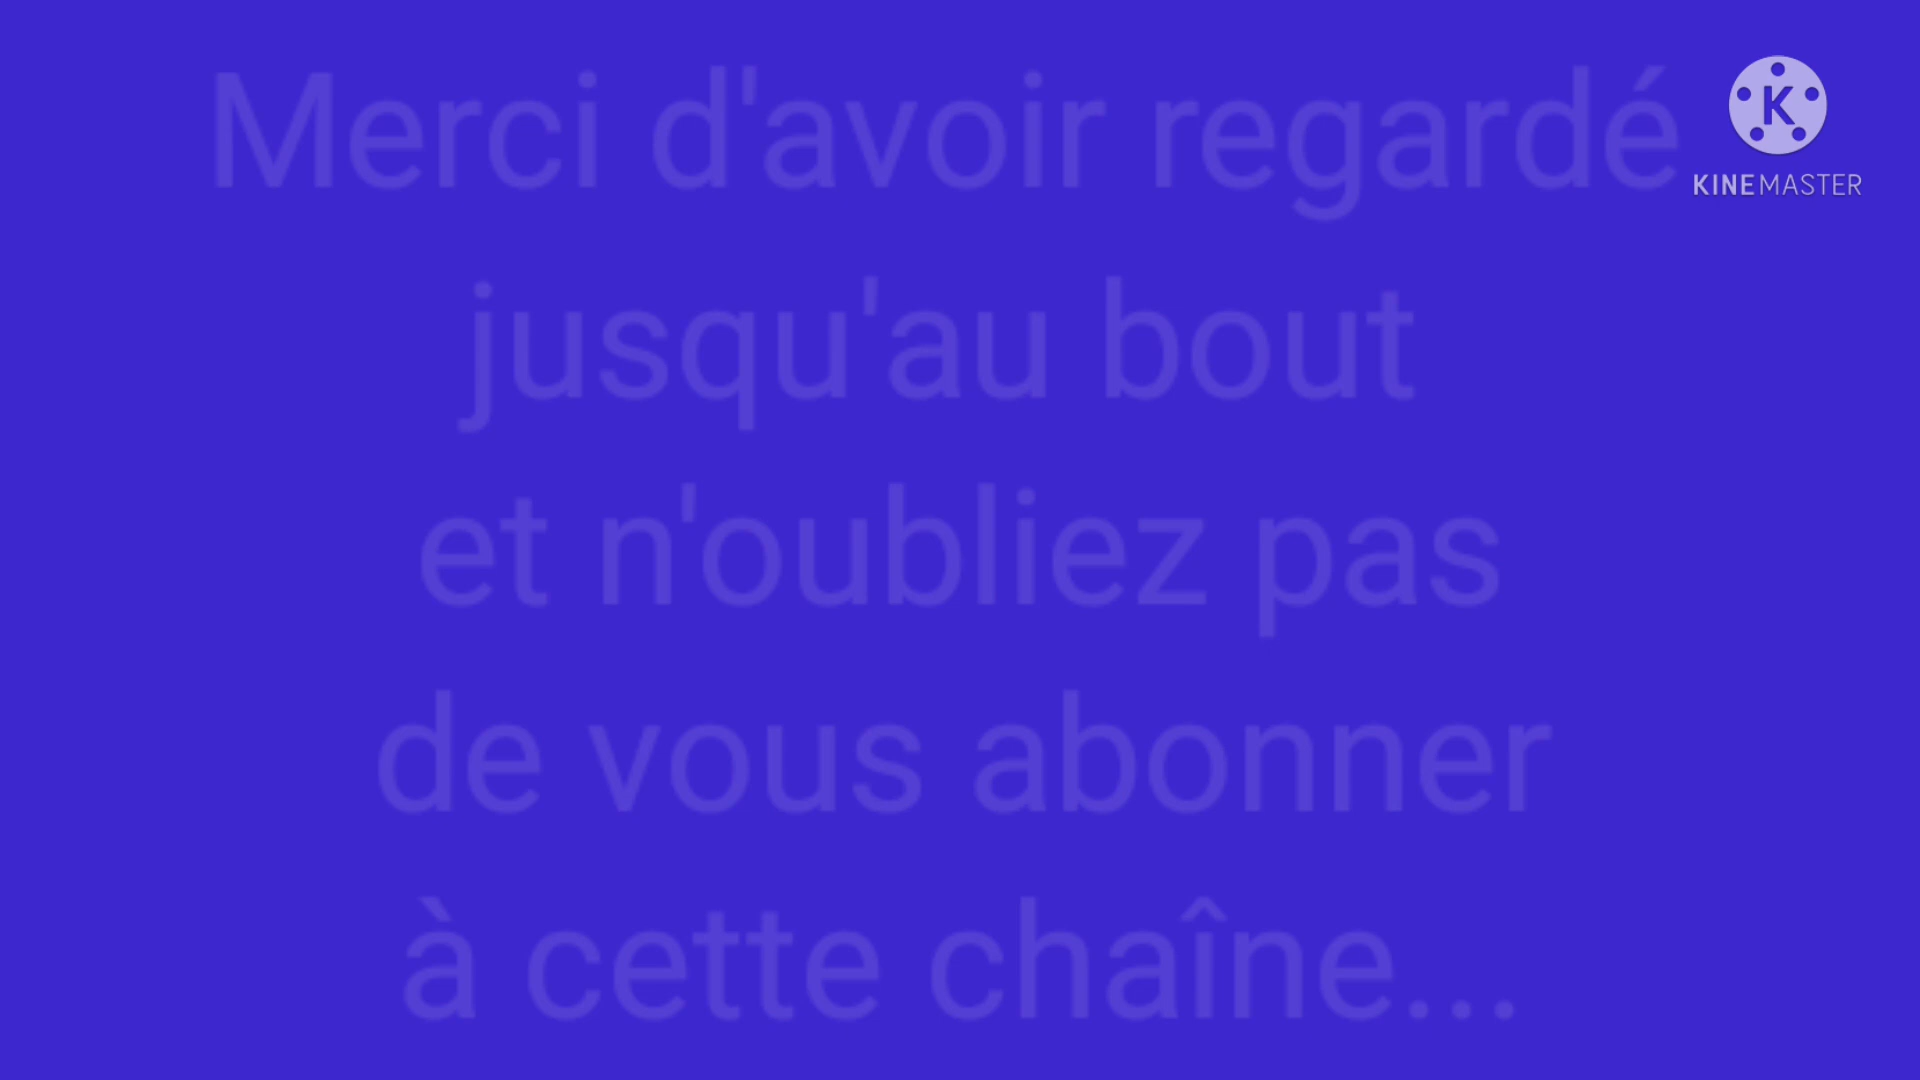 Merci d'avoir regardé
K
KINEMASTER
jusqu'au bout
et n'oubliez pas
de vous abonner
à cette chaîne...